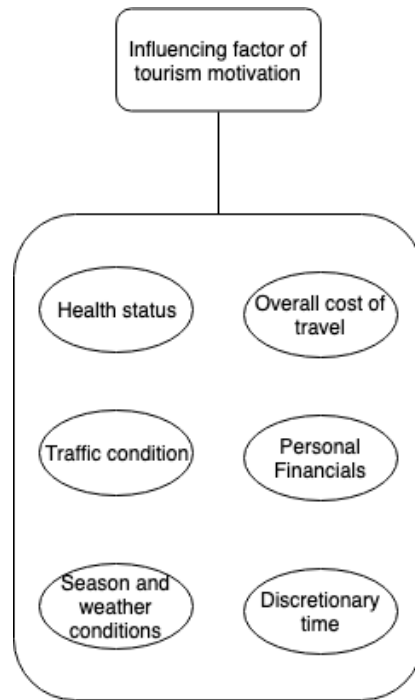 Influencing factor of
tourism motivation
Health status
Overall cost of
travel
Traffic condition
Personal
Financials
Season and
weather
conditions
Discretionary
time